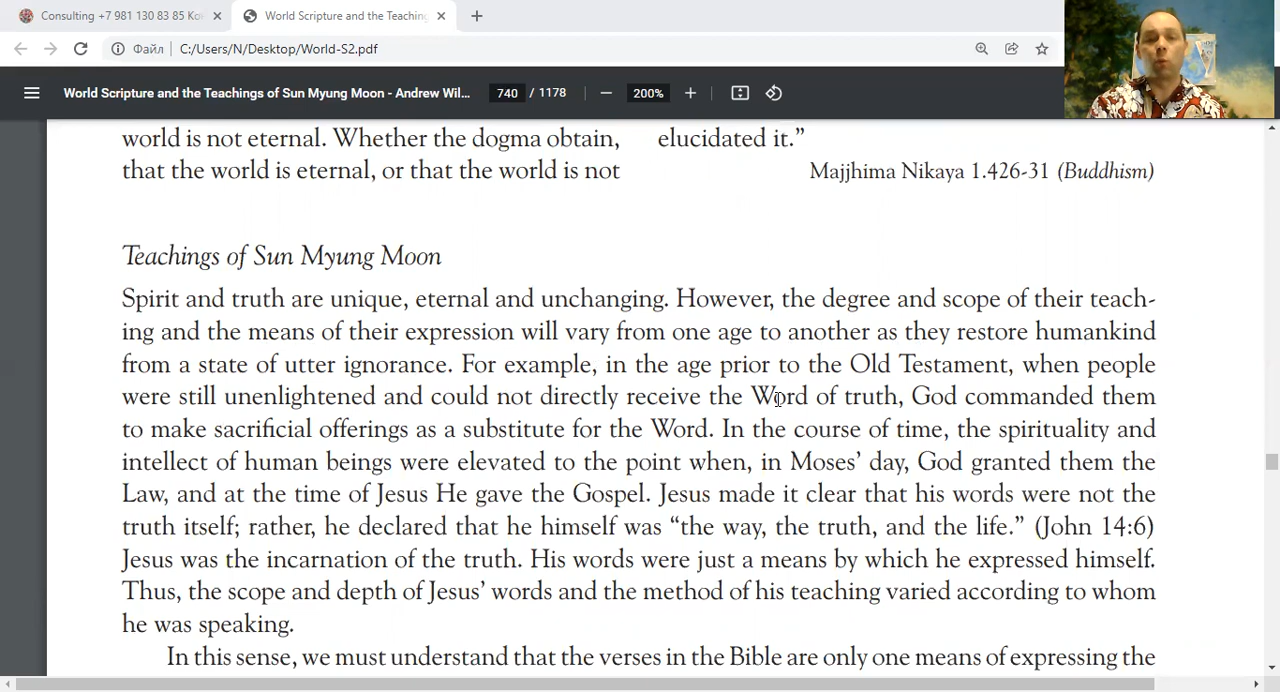 Consulting +7 981 130 83 85
World Scripture and the Teaching
Файл
C:/Users/N/Desktop/World-S2.pdf
World Scripture and the Teachings of Sun Myung Moon - Andrew Wil...
740 / 1178
200%
world is not eternal. Whether the dogma obtain,
that the world is eternal, or that the world is not
elucidated it.”
Majjhima Nikaya 1.426-31 (Buddhism)
Teachings of Sun Myung Moon
Spirit and truth are unique, eternal and unchanging. However, the degree and scope of their teach-
ing and the means of their expression will vary from one age to another as they restore humankind
from a state of utter ignorance. For example, in the age prior to the Old Testament, when people
were still unenlightened and could not directly receive the Word of truth, God commanded them
to make sacrificial offerings as a substitute for the Word. In the course of time, the spirituality and
intellect of human beings were elevated to the point when, in Moses’ day, God granted them the
Law, and at the time of Jesus He gave the Gospel. Jesus made it clear that his words were not the
truth itself; rather, he declared that he himself was “the way, the truth, and the life.” (John 14:6)
Jesus was the incarnation of the truth. His words were just a means by which he expressed himself.
Thus, the scope and depth of Jesus’ words and the method of his teaching varied according to whom
he was speaking.
In this sense, we must understand that the verses in the Bible are only one means of expressing the